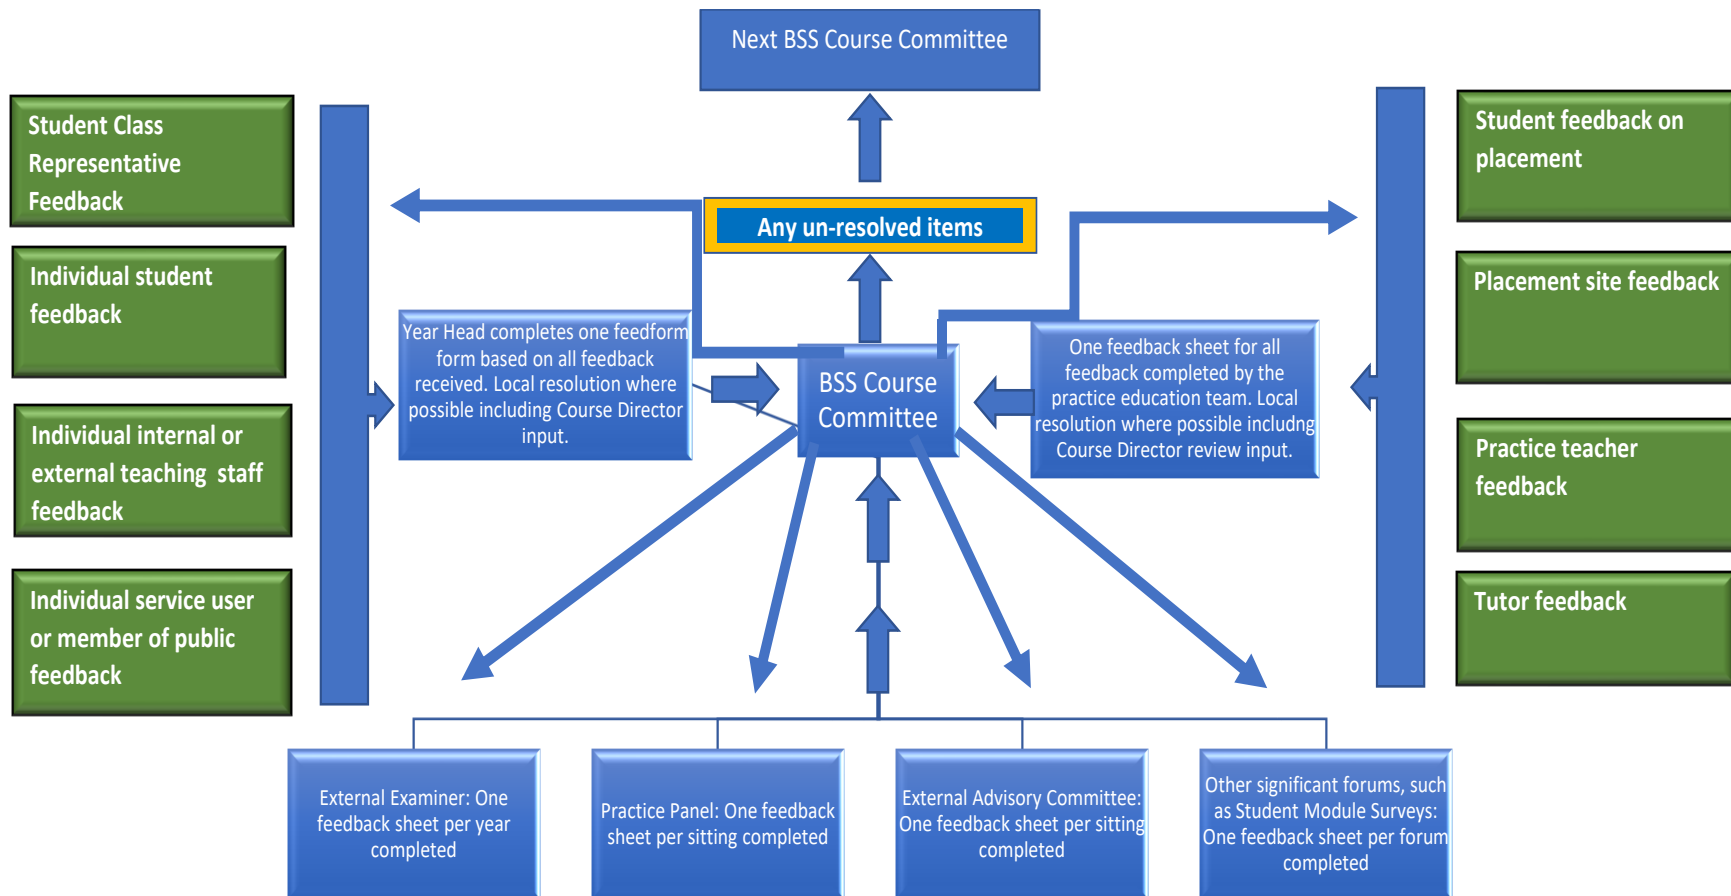 Next BSS Course Committee
Student Class
Representative
Feedback
Individual student
feedback
Individual internal or
external teaching staff
feedback
Individual service user
or member of public
feedback
Any un-resolved items
Year Head completes one feedform
form based on all feedback
received. Local resolution where
possible including Course Director
input.
BSS Course
Committee
One feedback sheet for all
feedback completed by the
practice education team. Local
resolution where possible includng
Course Director review input.
Student feedback on
placement
Placement site feedback
Practice teacher
feedback
Tutor feedback
External Examiner: One
feedback sheet per year
completed
Practice Panel: One feedback
sheet per sitting completed
External Advisory Committee:
One feedback sheet per sitting
completed
Other significant forums, such
as Student Module Surveys:
One feedback sheet per forum
completed